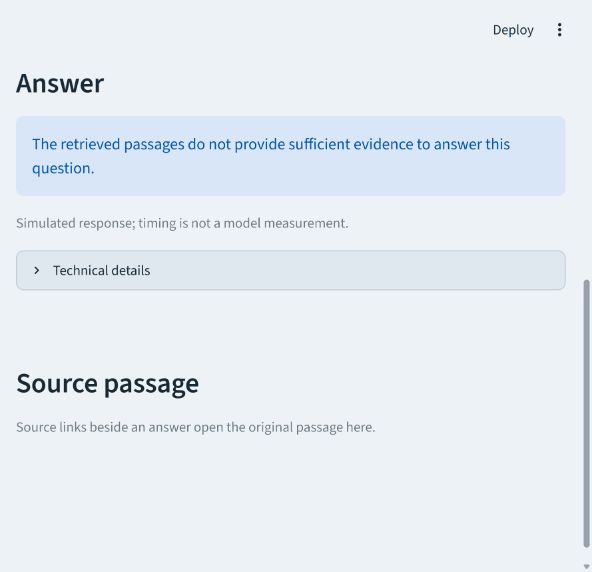 Deploy
Answer
The retrieved passages do not provide sufficient evidence to answer this
question.
Simulated response; timing is not a model measurement.
Technical details
Source passage
Source links beside an answer open the original passage here.